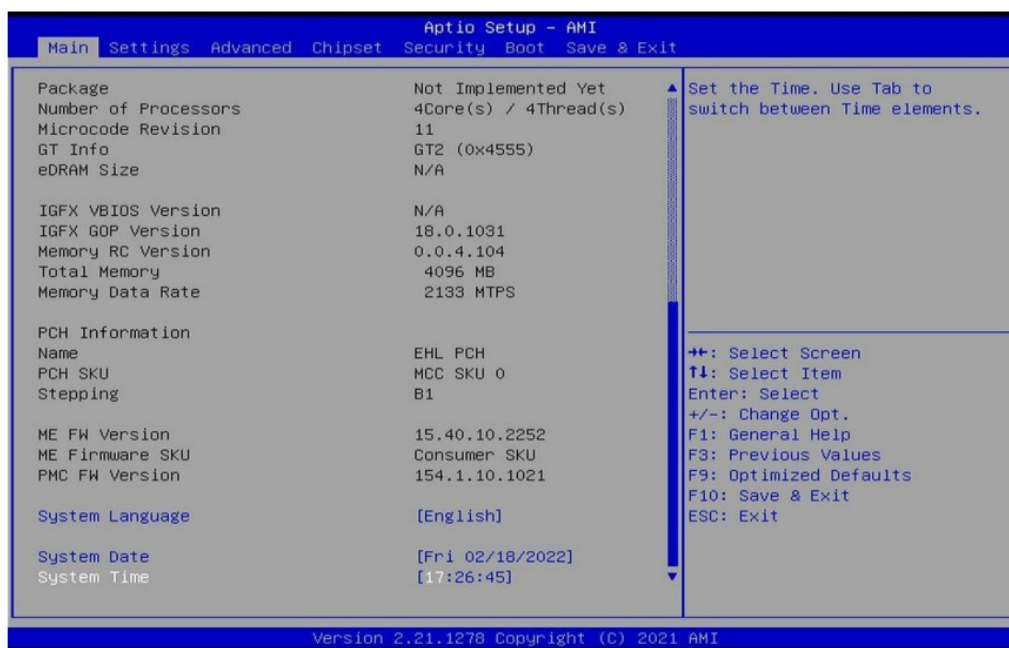 Aptio Setup – AMI
Main Settings Advanced Chipset Security Boot Save & Exit
Package Not Implemented Yet
Number of Processors 4Core(s) / 4Thread(s)
Microcode Revision 11
GT Info GT2 (0x4555)
eDRAM Size N/A
IGFX VBIOS Version N/A
IGFX GOP Version 18.0.1031
Memory RC Version 0.0.4.104
Total Memory 4096 MB
Memory Data Rate 2133 MTPS
PCH Information
Name EHL PCH
PCH SKU MCC SKU 0
Stepping B1
ME FW Version 15.40.10.2252
ME Firmware SKU Consumer SKU
PMC FW Version 154.1.10.1021
System Language [English]
System Date [Fri 02/18/2022]
System Time [17:26:45]
Set the Time. Use Tab to
switch between Time elements.
→←: Select Screen
↑↓: Select Item
Enter: Select
+/-: Change Opt.
F1: General Help
F3: Previous Values
F9: Optimized Defaults
F10: Save & Exit
ESC: Exit
Version 2.21.1278 Copyright (C) 2021 AMI